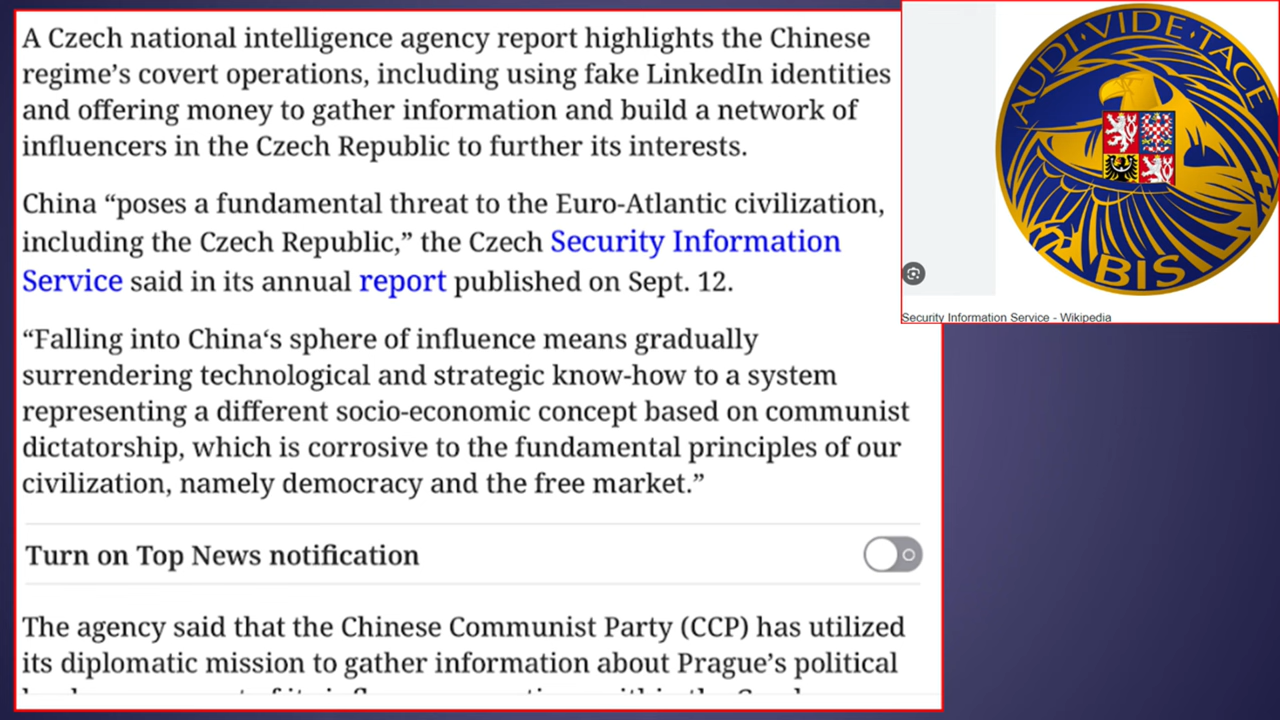 A Czech national intelligence agency report highlights the Chinese
regime’s covert operations, including using fake LinkedIn identities
and offering money to gather information and build a network of
influencers in the Czech Republic to further its interests.
China “poses a fundamental threat to the Euro-Atlantic civilization,
including the Czech Republic,” the Czech Security Information
Service said in its annual report published on Sept. 12.
“Falling into China‘s sphere of influence means gradually
surrendering technological and strategic know-how to a system
representing a different socio-economic concept based on communist
dictatorship, which is corrosive to the fundamental principles of our
civilization, namely democracy and the free market.”
Turn on Top News notification
The agency said that the Chinese Communist Party (CCP) has utilized
its diplomatic mission to gather information about Prague’s political
AUDI·VIDE·TACE
BIS
Security Information Service - Wikipedia